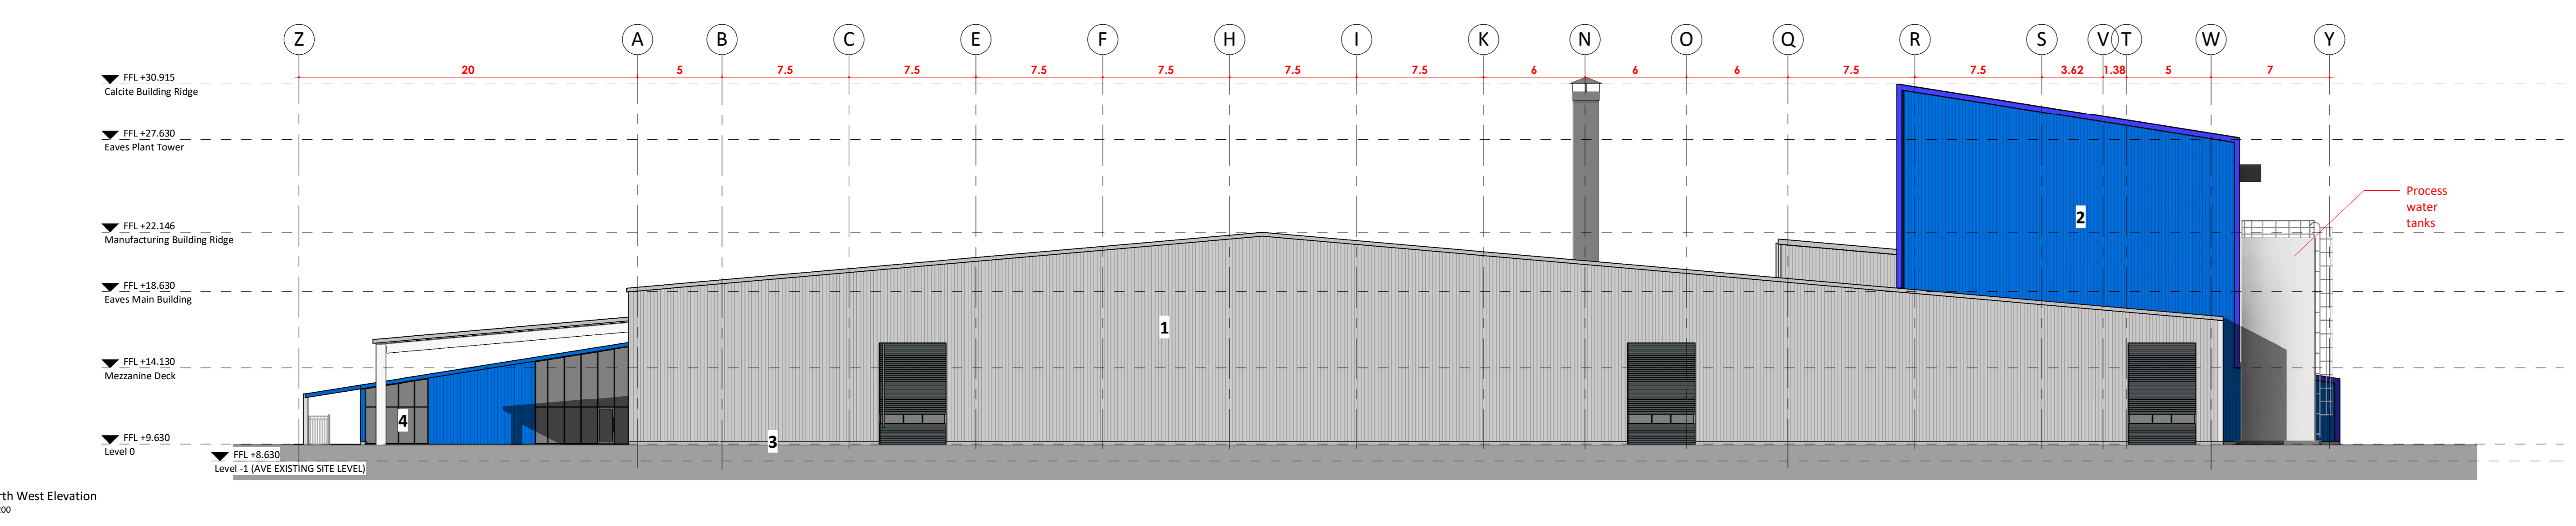 Z A B C E F H I K N O Q R S V T W Y
20 5 7.5 7.5 7.5 7.5 7.5 7.5 6 6 6 7.5 7.5 3.62 1.38 5 7
FFL +30.915
Calcite Building Ridge
FFL +27.630
Eaves Plant Tower
Process
water
tanks
2
FFL +22.146
Manufacturing Building Ridge
FFL +18.630
Eaves Main Building
1
FFL +14.130
Mezzanine Deck
4
FFL +9.630
Level 0
3
FFL +8.630
Level -1 (AVE EXISTING SITE LEVEL)
rth West Elevation
200